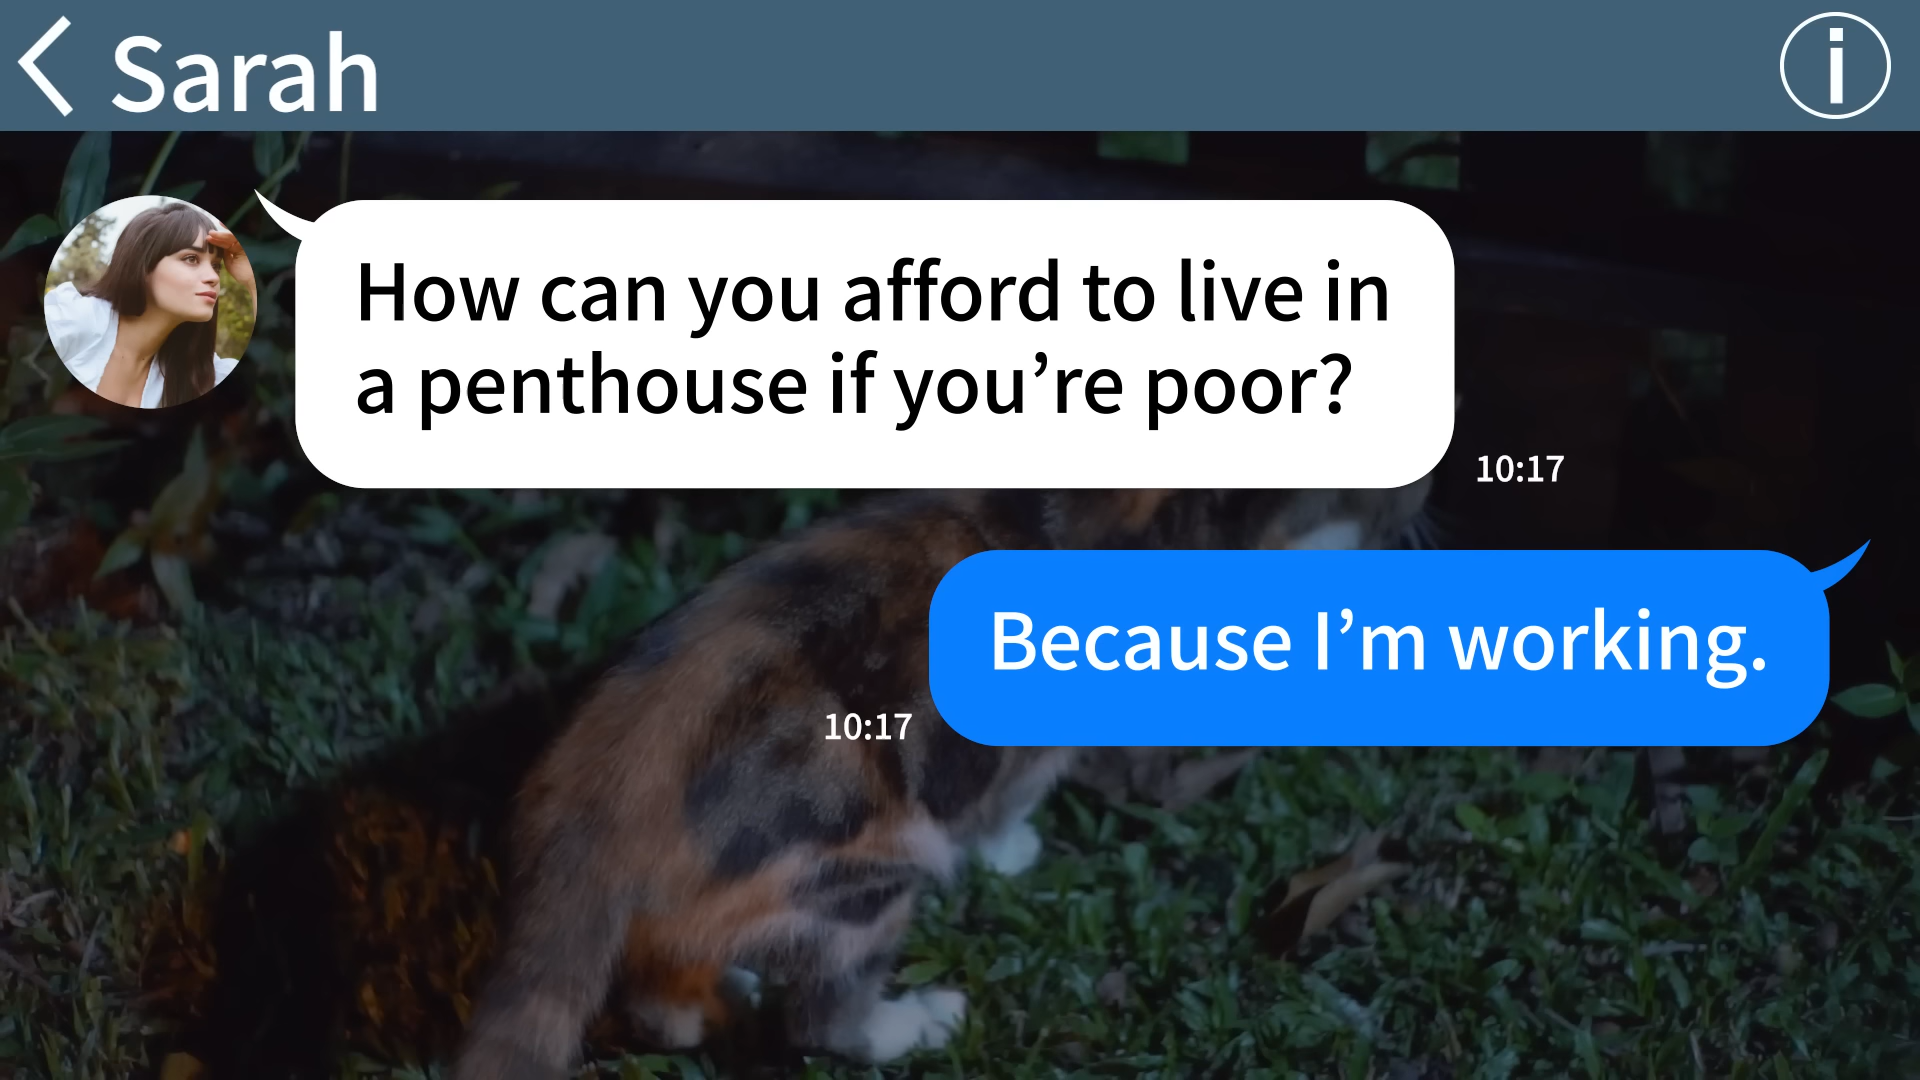 Sarah
i
How can you afford to live in
a penthouse if you’re poor?
10:17
Because I’m working.
10:17